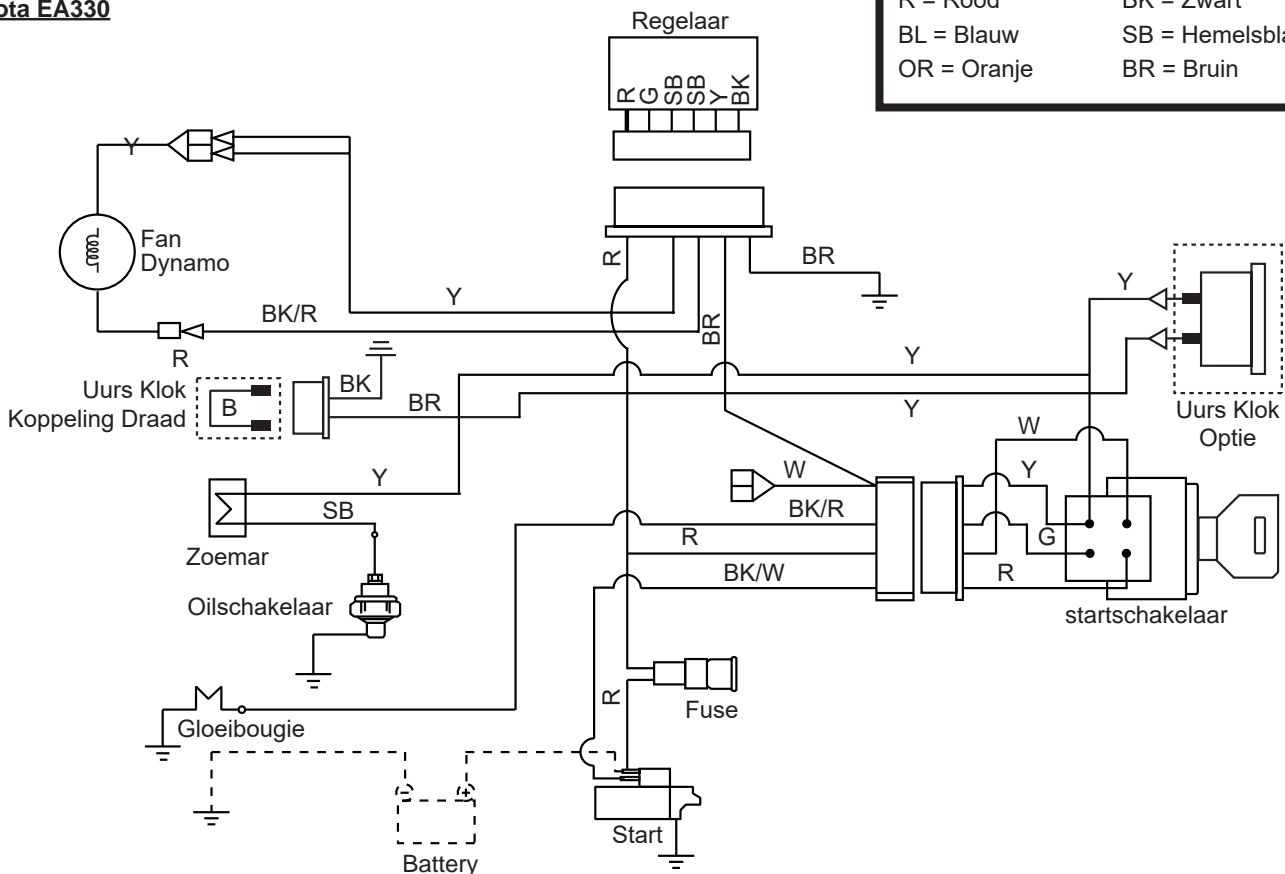 ota EA330
R = Rood
BK = Zwart
BL = Blauw
SB = Hemelsbla
OR = Oranje
BR = Bruin
Regelaar
R
G
SB
SB
Y
BK
Y
Fan
Dynamo
R
BR
Y
BK/R
BR
R
Y
Uurs Klok
Koppeling Draad
B
BK
BR
Y
Y
Uurs Klok
Optie
W
Y
W
Y
SB
BK/R
R
G
BK/W
R
Zoemar
Oilschakelaar
startschakelaar
R
Fuse
Gloeibougie
Start
Battery